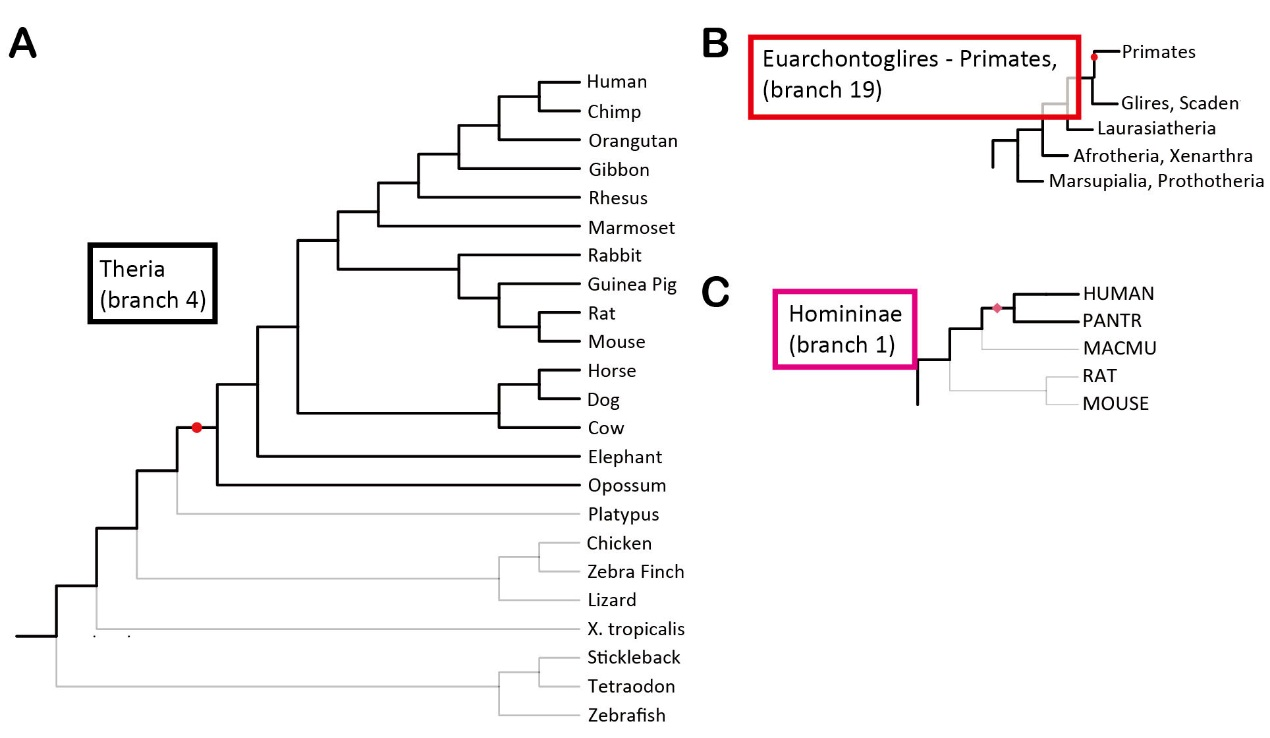 A
Human
Chimp
Orangutan
Gibbon
Rhesus
Marmoset
Rabbit
Guinea Pig
Rat
Mouse
Horse
Dog
Cow
Elephant
Opossum
Platypus
Chicken
Zebra Finch
Lizard
X. tropicalis
Stickleback
Tetraodon
Zebrafish
Theria
(branch 4)
B
Euarchontoglires - Primates,
(branch 19)
Primates
Glires, Scaden
Laurasiatheria
Afrotheria, Xenarthra
Marsupialia, Prothotheria
C
Homininae
(branch 1)
HUMAN
PANTR
MACMU
RAT
MOUSE